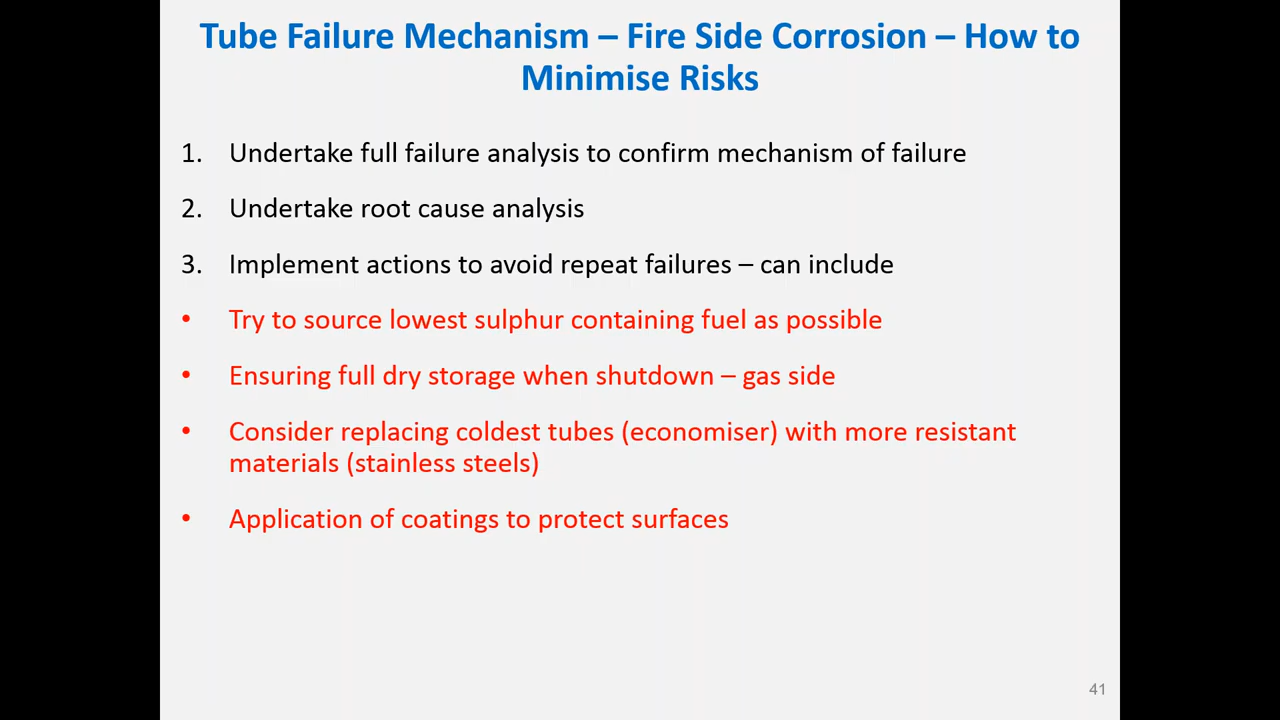 Tube Failure Mechanism – Fire Side Corrosion – How to
Minimise Risks
1. Undertake full failure analysis to confirm mechanism of failure
2. Undertake root cause analysis
3. Implement actions to avoid repeat failures – can include
• Try to source lowest sulphur containing fuel as possible
• Ensuring full dry storage when shutdown – gas side
• Consider replacing coldest tubes (economiser) with more resistant
materials (stainless steels)
• Application of coatings to protect surfaces
41